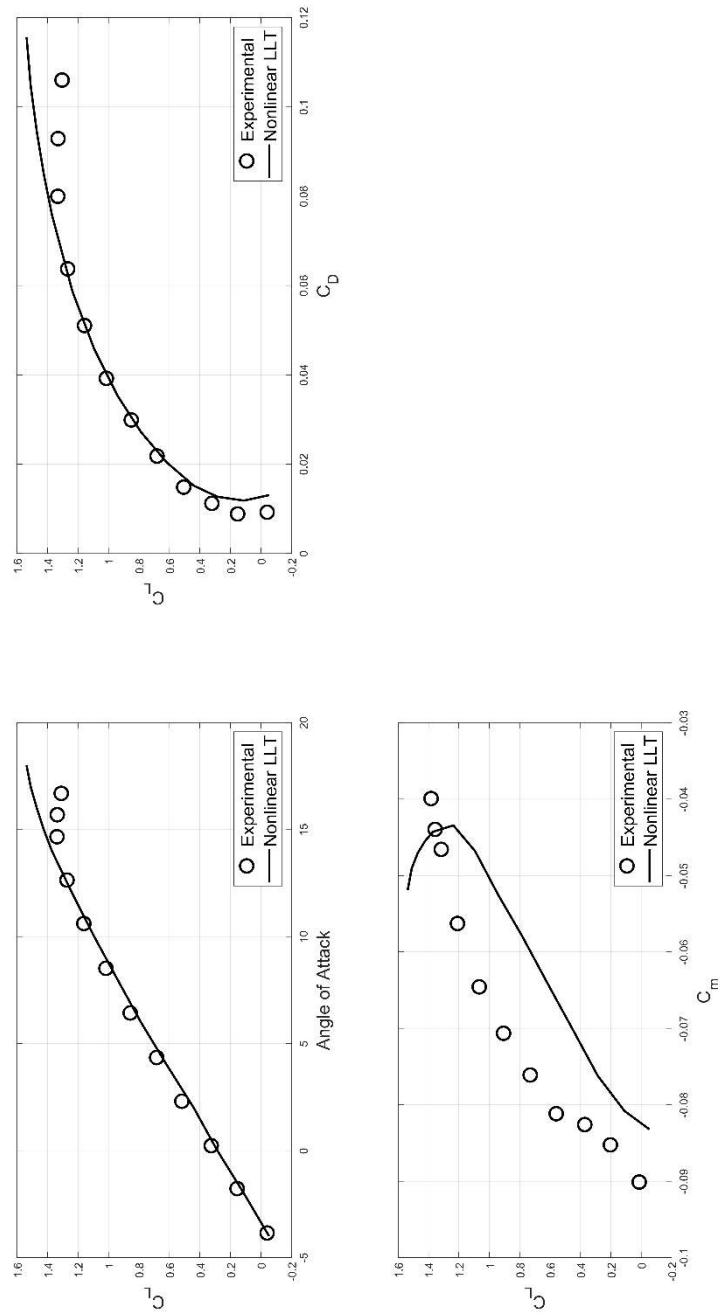 C_L
1.6
1.4
1.2
1
0.8
0.6
0.4
0.2
0
-0.2
-5 0 5 10 15 20
Angle of Attack
Experimental
Nonlinear LLT
C_L
1.6
1.4
1.2
1
0.8
0.6
0.4
0.2
0
-0.2
0 0.02 0.04 0.06 0.08 0.1 0.12
C_D
Experimental
Nonlinear LLT
C_L
1.6
1.4
1.2
1
0.8
0.6
0.4
0.2
0
-0.2
-0.1 -0.09 -0.08 -0.07 -0.06 -0.05 -0.04 -0.03
C_m
Experimental
Nonlinear LLT